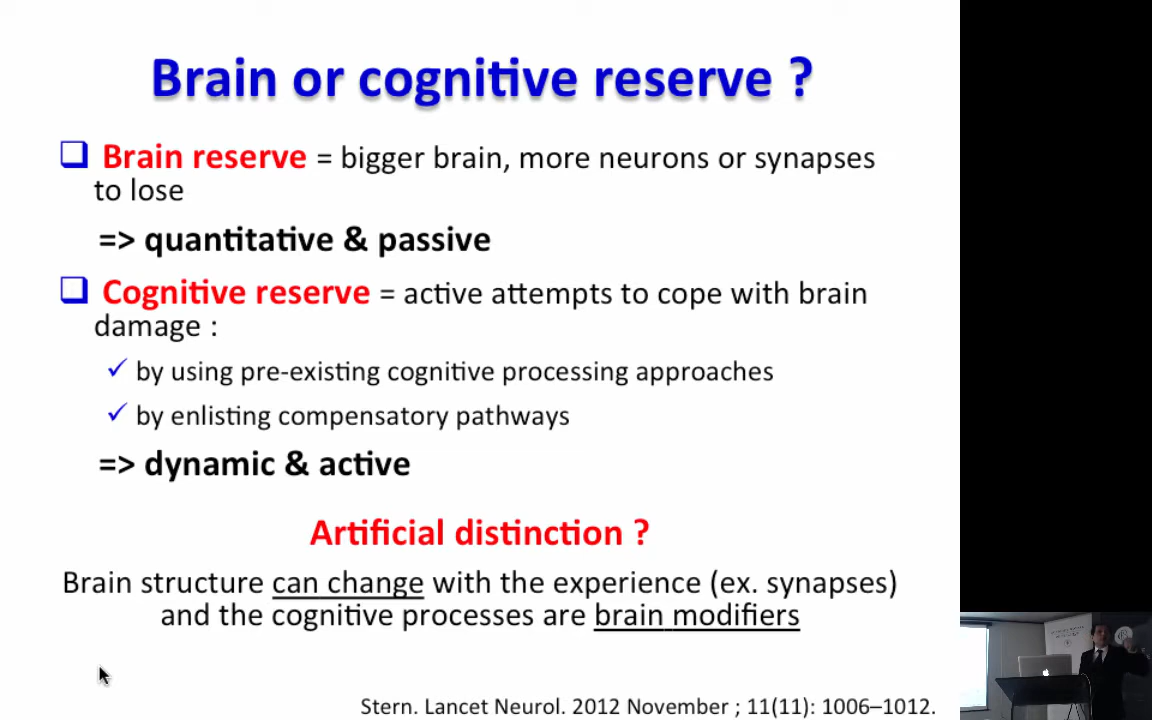 Brain or cognitive reserve ?
❑ Brain reserve = bigger brain, more neurons or synapses
to lose
=> quantitative & passive
❑ Cognitive reserve = active attempts to cope with brain
damage :
✓ by using pre-existing cognitive processing approaches
✓ by enlisting compensatory pathways
=> dynamic & active
Artificial distinction ?
Brain structure can change with the experience (ex. synapses)
and the cognitive processes are brain modifiers
Stern. Lancet Neurol. 2012 November ; 11(11): 1006–1012.